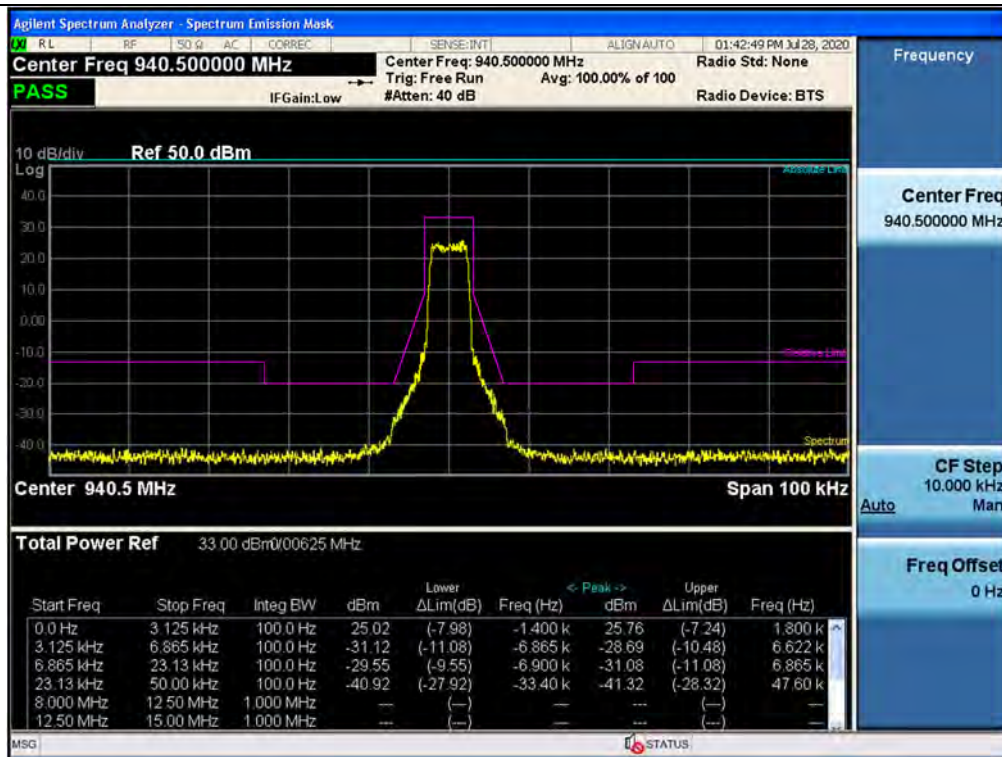 Agilent Spectrum Analyzer - Spectrum Emission Mask
LXI RL RF 50 Ω AC CORREC SENSE:INT ALIGNAUTO 01:42:49 PM Jul 28, 2020
Center Freq 940.500000 MHz
Center Freq: 940.500000 MHz
Radio Std: None
Trig: Free Run Avg: 100.00% of 100
PASS
IFGain:Low
#Atten: 40 dB
Radio Device: BTS
10 dB/div Ref 50.0 dBm
Log
Absolute Limit
40.0
30.0
20.0
10.0
0.00
-10.0
Relative Limit
-20.0
-30.0
-40.0
Spectrum
Center 940.5 MHz Span 100 kHz
Total Power Ref 33.00 dBm0/00625 MHz
Lower <- Peak -> Upper
Start Freq Stop Freq Integ BW dBm ΔLim(dB) Freq (Hz) dBm ΔLim(dB) Freq (Hz)
0.0 Hz 3.125 kHz 100.0 Hz 25.02 (-7.98) -1.400 k 25.76 (-7.24) 1.800 k
3.125 kHz 6.865 kHz 100.0 Hz -31.12 (-11.08) -6.865 k -28.69 (-10.48) 6.622 k
6.865 kHz 23.13 kHz 100.0 Hz -29.55 (-9.55) -6.900 k -31.08 (-11.08) 6.865 k
23.13 kHz 50.00 kHz 100.0 Hz -40.92 (-27.92) -33.40 k -41.32 (-28.32) 47.60 k
8.000 MHz 12.50 MHz 1.000 MHz --- (---) --- --- (---) ---
12.50 MHz 15.00 MHz 1.000 MHz --- (---) --- --- (---) ---
MSG STATUS
Frequency
Center Freq
940.500000 MHz
CF Step
10.000 kHz
Auto Man
Freq Offset
0 Hz